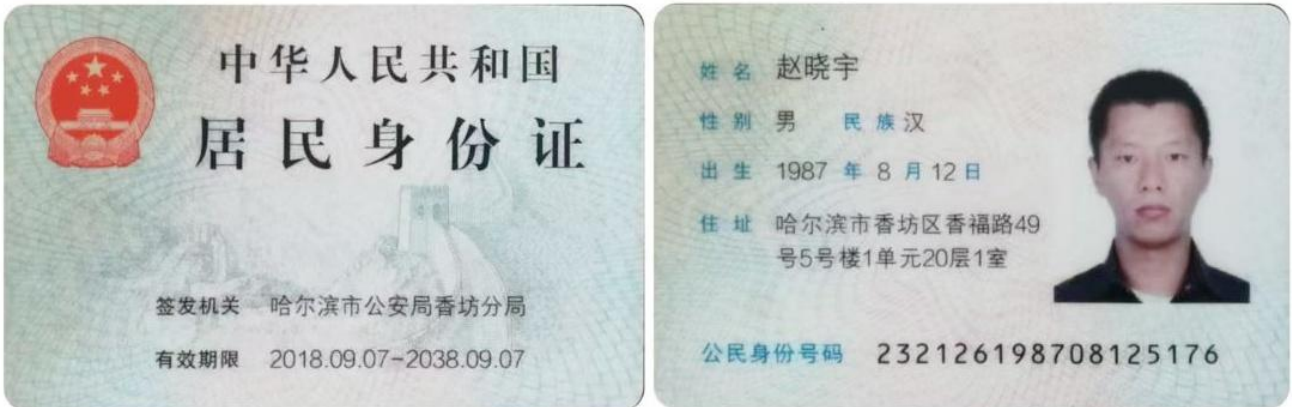 中华人民共和国
居民身份证
签发机关 哈尔滨市公安局香坊分局
有效期限 2018.09.07-2038.09.07
姓名 赵晓宇
性别 男 民族 汉
出生 1987 年 8 月 12 日
住址 哈尔滨市香坊区香福路49
号5号楼1单元20层1室
公民身份号码 232126198708125176